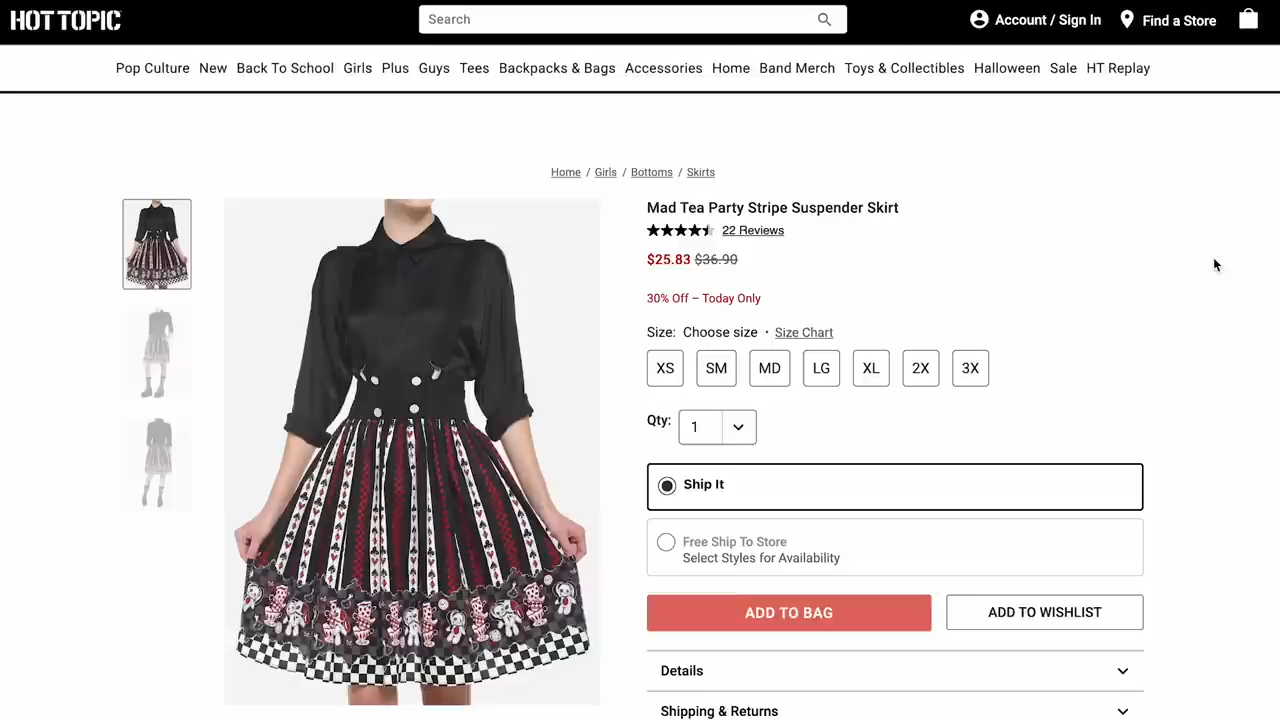 HOT TOPIC
Search
Account / Sign In
Find a Store
Pop Culture New Back To School Girls Plus Guys Tees Backpacks & Bags Accessories Home Band Merch Toys & Collectibles Halloween Sale HT Replay
Home / Girls / Bottoms / Skirts
Mad Tea Party Stripe Suspender Skirt
22 Reviews
$25.83 $36.90
30% Off – Today Only
Size: Choose size · Size Chart
XS SM MD LG XL 2X 3X
Qty: 1
Ship It
Free Ship To Store
Select Styles for Availability
ADD TO BAG
ADD TO WISHLIST
Details
Shipping & Returns